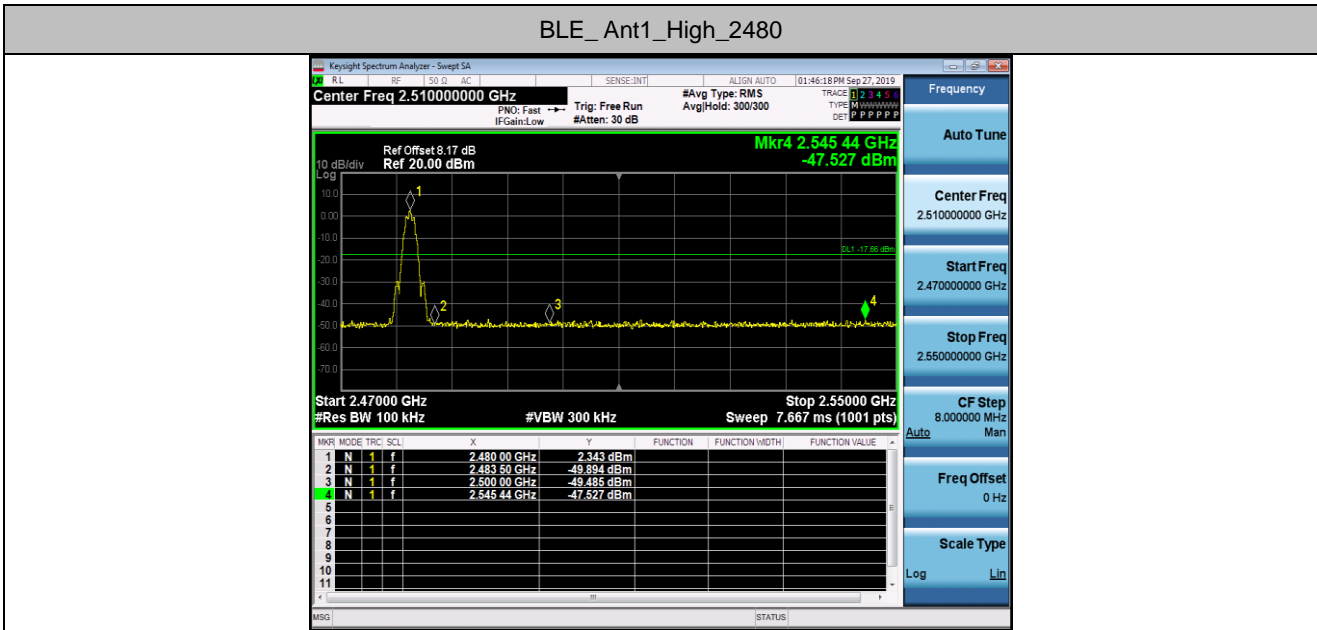 BLE_ Ant1_High_2480
Keysight Spectrum Analyzer - Swept SA
RL RF 50 Ω AC SENSE:INT ALIGN AUTO 01:46:18 PM Sep 27, 2019
Center Freq 2.510000000 GHz
PNO: Fast
IFGain:Low
Trig: Free Run
#Atten: 30 dB
#Avg Type: RMS
Avg|Hold: 300/300
TRACE 1 2 3 4 5 6
TYPE M W W W W W
DET P P P P P P
Ref Offset 8.17 dB
10 dB/div Ref 20.00 dBm
Log
Mkr4 2.545 44 GHz
-47.527 dBm
10.0
0.00
-10.0
-20.0
-30.0
-40.0
-50.0
-60.0
-70.0
1
2
3
4
DL1 -17.66 dBm
Start 2.47000 GHz Stop 2.55000 GHz
#Res BW 100 kHz #VBW 300 kHz Sweep 7.667 ms (1001 pts)
MKR MODE TRC SCL X Y FUNCTION FUNCTION WIDTH FUNCTION VALUE
1 N 1 f 2.480 00 GHz 2.343 dBm
2 N 1 f 2.483 50 GHz -49.894 dBm
3 N 1 f 2.500 00 GHz -49.485 dBm
4 N 1 f 2.545 44 GHz -47.527 dBm
5
6
7
8
9
10
11
MSG STATUS
Frequency
Auto Tune
Center Freq
2.510000000 GHz
Start Freq
2.470000000 GHz
Stop Freq
2.550000000 GHz
CF Step
8.000000 MHz
Auto Man
Freq Offset
0 Hz
Scale Type
Log Lin